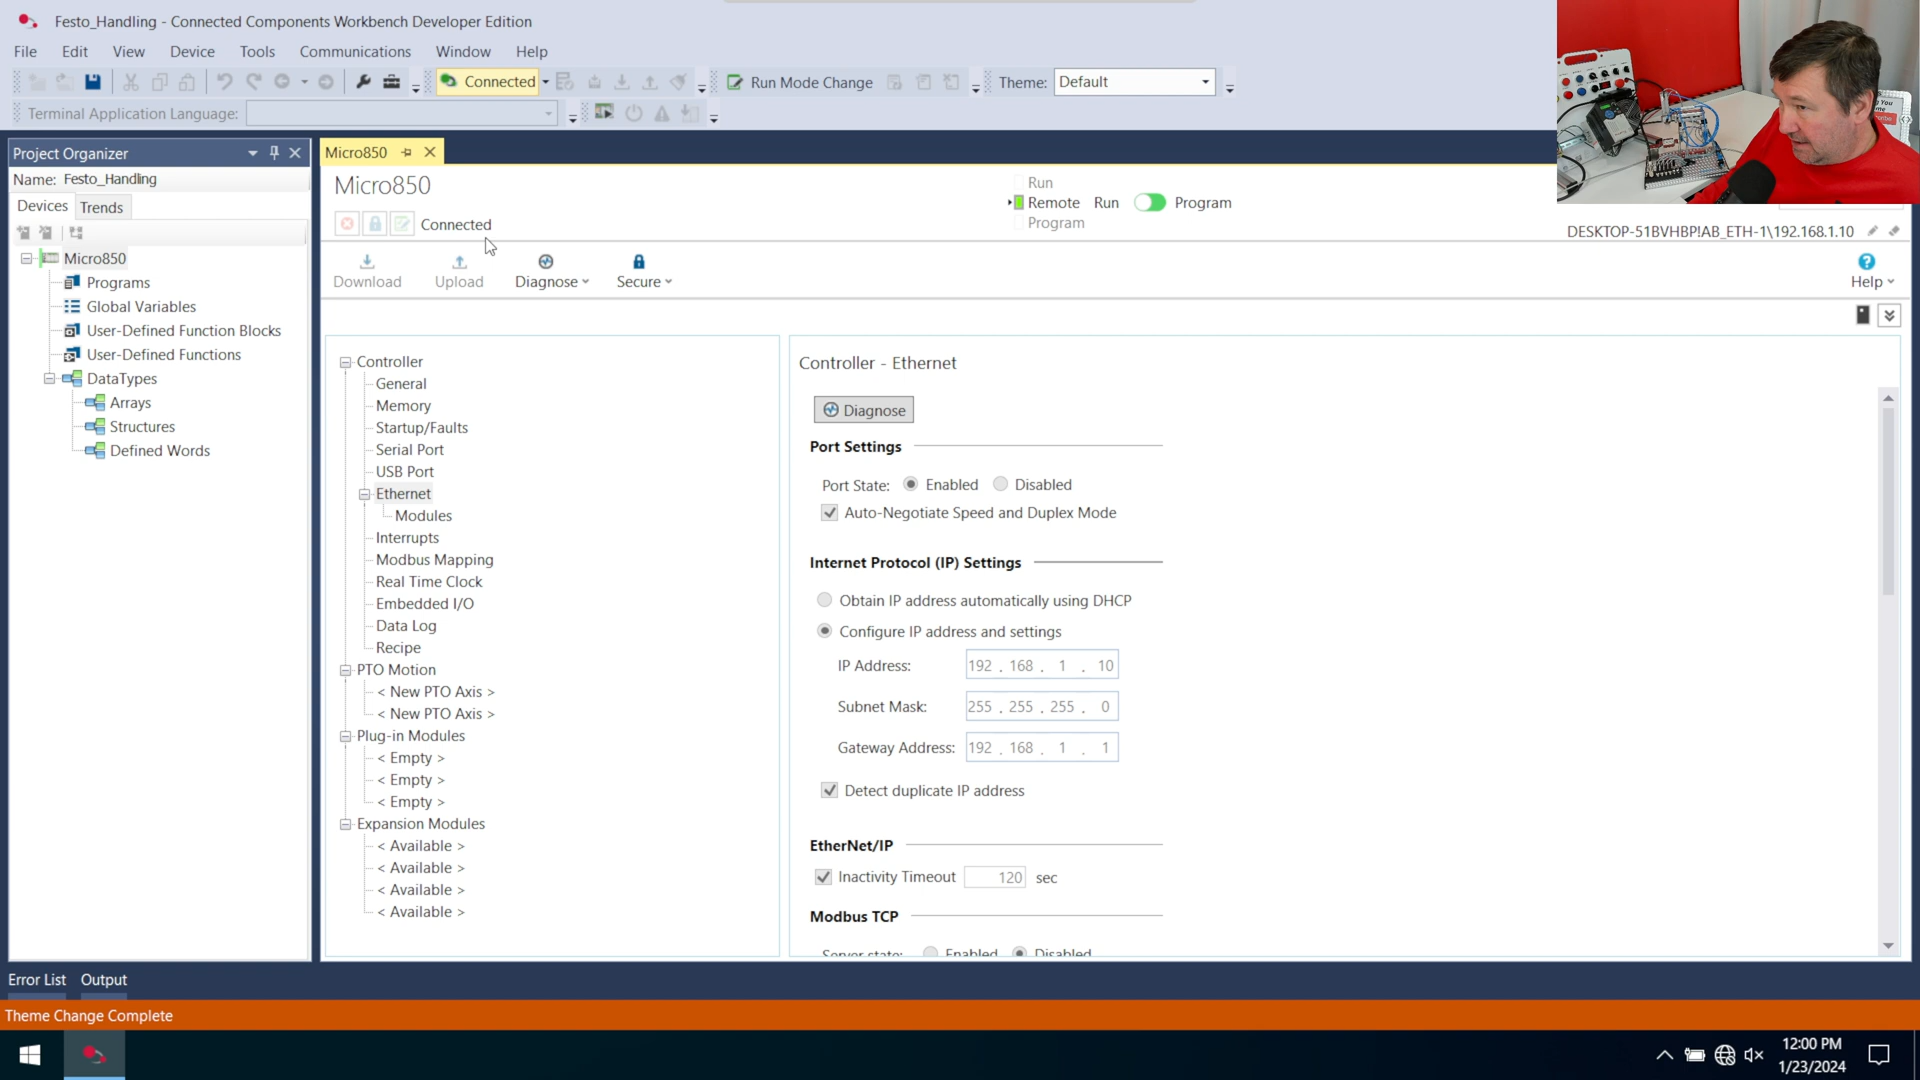 Festo_Handling - Connected Components Workbench Developer Edition
File Edit View Device Tools Communications Window Help
Connected Run Mode Change Theme: Default
Terminal Application Language:
Project Organizer
Name: Festo_Handling
Devices Trends
Micro850
Programs
Global Variables
User-Defined Function Blocks
User-Defined Functions
DataTypes
Arrays
Structures
Defined Words
Micro850
Micro850
Connected
Run
Remote Run Program
Program
DESKTOP-51BVHBP!AB_ETH-1\192.168.1.10
Download Upload Diagnose Secure Help
Controller
General
Memory
Startup/Faults
Serial Port
USB Port
Ethernet
Modules
Interrupts
Modbus Mapping
Real Time Clock
Embedded I/O
Data Log
Recipe
PTO Motion
< New PTO Axis >
< New PTO Axis >
Plug-in Modules
< Empty >
< Empty >
< Empty >
Expansion Modules
< Available >
< Available >
< Available >
< Available >
Controller - Ethernet
Diagnose
Port Settings
Port State: Enabled Disabled
Auto-Negotiate Speed and Duplex Mode
Internet Protocol (IP) Settings
Obtain IP address automatically using DHCP
Configure IP address and settings
IP Address: 192 . 168 . 1 . 10
Subnet Mask: 255 . 255 . 255 . 0
Gateway Address: 192 . 168 . 1 . 1
Detect duplicate IP address
EtherNet/IP
Inactivity Timeout 120 sec
Modbus TCP
Server state: Enabled Disabled
Error List Output
Theme Change Complete
12:00 PM
1/23/2024